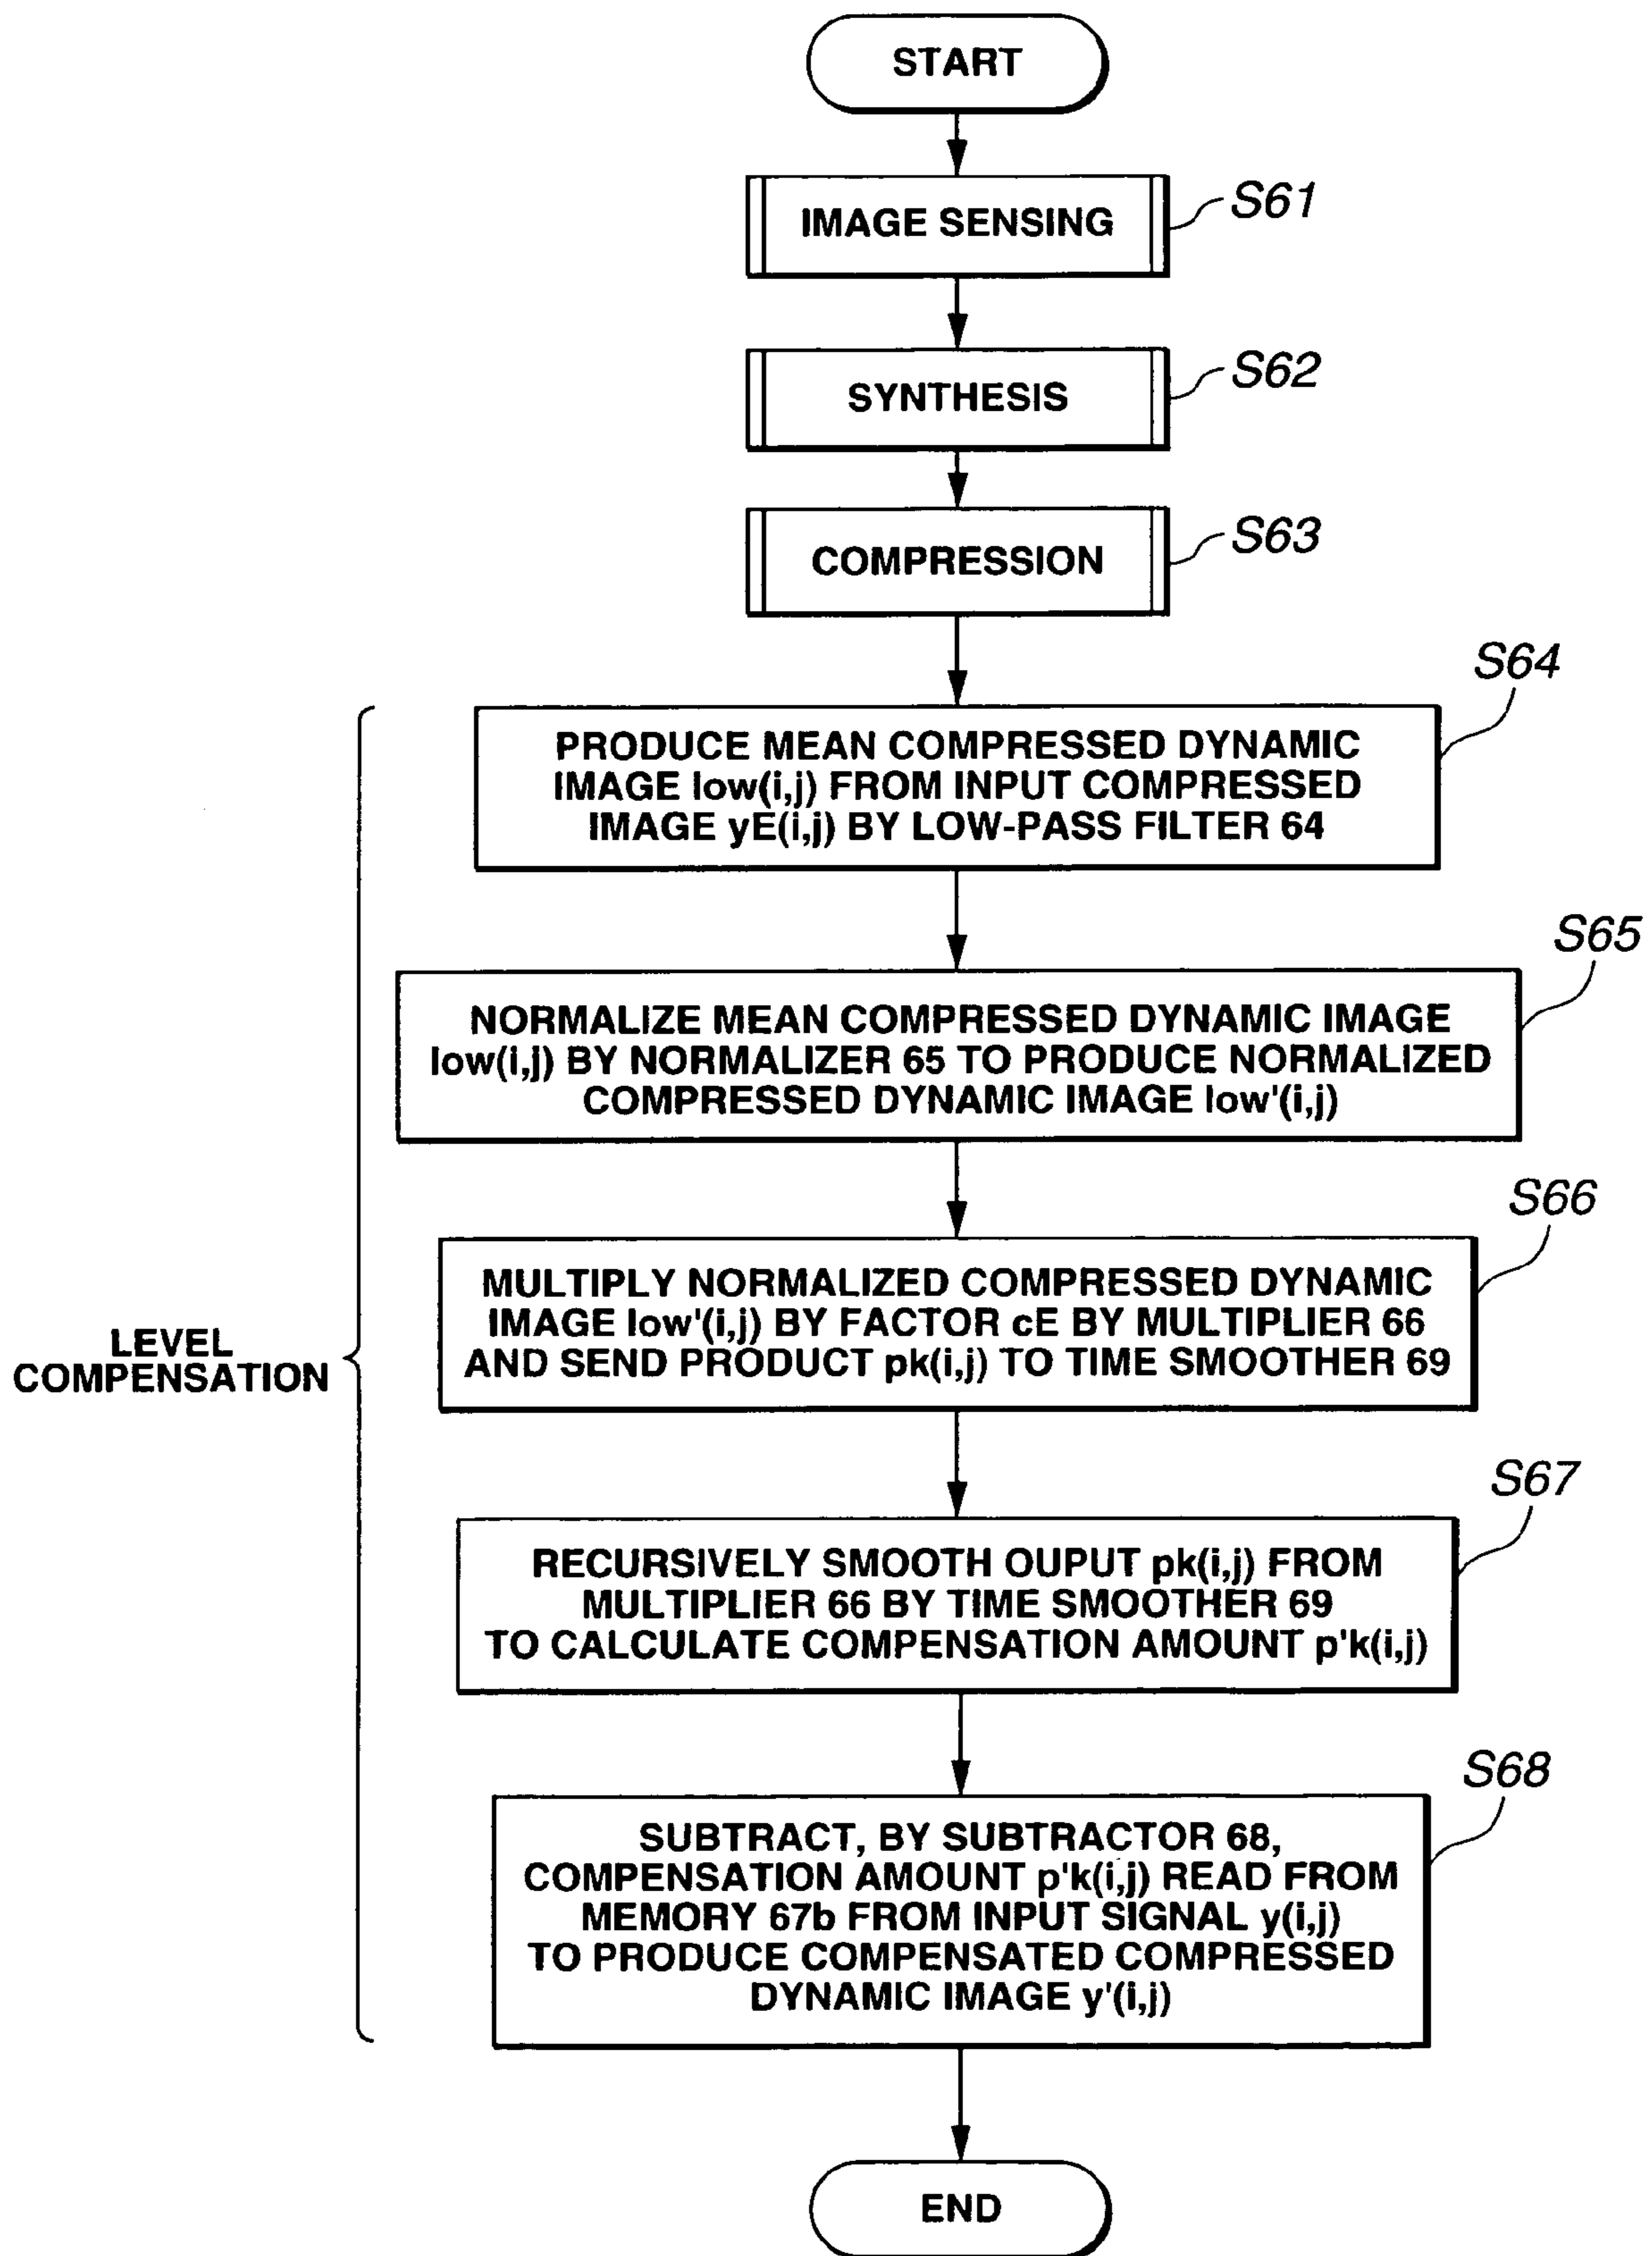 START
IMAGE SENSING
S61
SYNTHESIS
S62
COMPRESSION
S63
S64
PRODUCE MEAN COMPRESSED DYNAMIC
IMAGE low(i,j) FROM INPUT COMPRESSED
IMAGE yE(i,j) BY LOW-PASS FILTER 64
S65
NORMALIZE MEAN COMPRESSED DYNAMIC IMAGE
low(i,j) BY NORMALIZER 65 TO PRODUCE NORMALIZED
COMPRESSED DYNAMIC IMAGE low'(i,j)
S66
MULTIPLY NORMALIZED COMPRESSED DYNAMIC
IMAGE low'(i,j) BY FACTOR cE BY MULTIPLIER 66
AND SEND PRODUCT pk(i,j) TO TIME SMOOTHER 69
LEVEL
COMPENSATION
S67
RECURSIVELY SMOOTH OUPUT pk(i,j) FROM
MULTIPLIER 66 BY TIME SMOOTHER 69
TO CALCULATE COMPENSATION AMOUNT p'k(i,j)
S68
SUBTRACT, BY SUBTRACTOR 68,
COMPENSATION AMOUNT p'k(i,j) READ FROM
MEMORY 67b FROM INPUT SIGNAL y(i,j)
TO PRODUCE COMPENSATED COMPRESSED
DYNAMIC IMAGE y'(i,j)
END